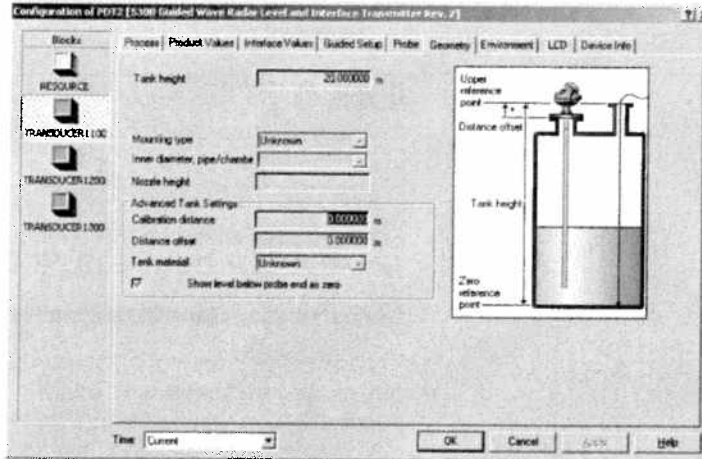 Configuration of PDT2 [5300 Guided Wave Radar Level and Interface Transmitter Rev. 2]
Blocks
RESOURCE
TRANSDUCER1100
TRANSDUCER1200
TRANSDUCER1300
Process Product Values Interface Values Guided Setup Probe Geometry Environment LCD Device Info
Tank height 20.000000 m
Mounting type Unknown
Inner diameter, pipe/chambe
Nozzle height
Advanced Tank Settings
Calibration distance 0.000000 m
Distance offset 0.000000 m
Tank material Unknown
Show level below probe end as zero
Upper reference point
Distance offset
Tank height
Zero reference point
Time: Current
OK Cancel Apply Help